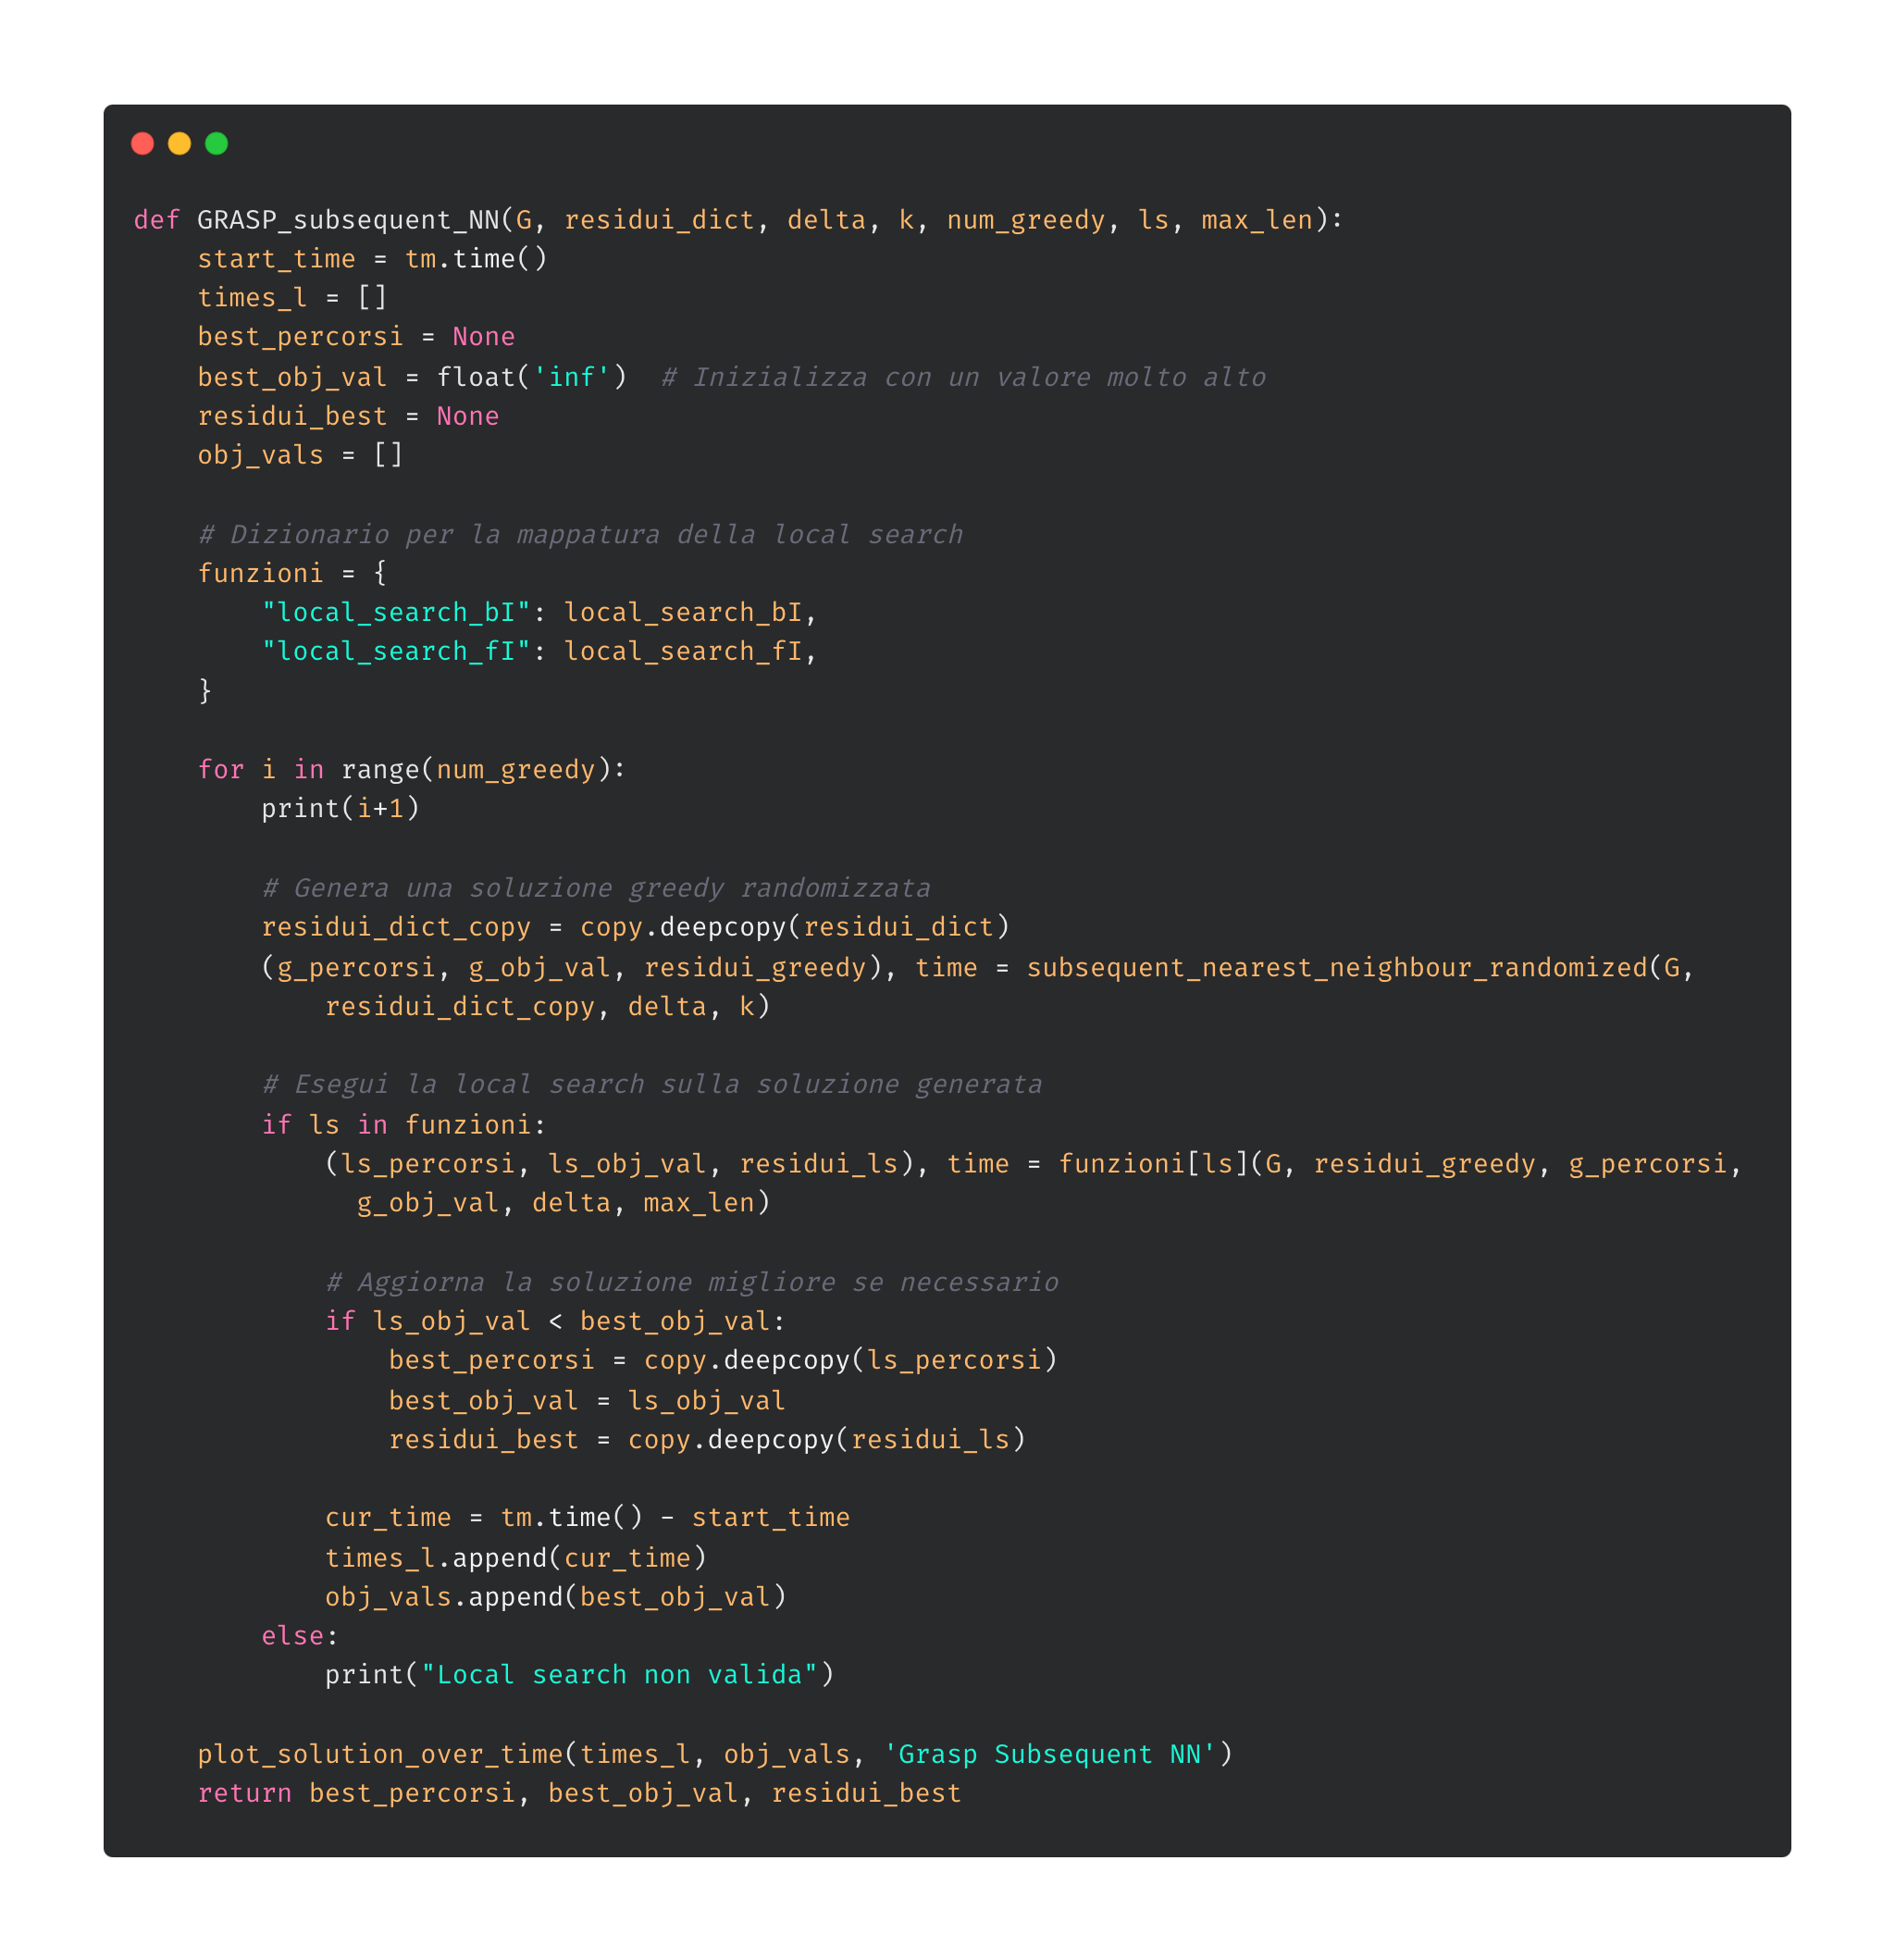 def GRASP_subsequent_NN(G, residui_dict, delta, k, num_greedy, ls, max_len):
    start_time = tm.time()
    times_l = []
    best_percorsi = None
    best_obj_val = float('inf')  # Inizializza con un valore molto alto
    residui_best = None
    obj_vals = []

    # Dizionario per la mappatura della local search
    funzioni = {
        "local_search_bI": local_search_bI,
        "local_search_fI": local_search_fI,
    }

    for i in range(num_greedy):
        print(i+1)

        # Genera una soluzione greedy randomizzata
        residui_dict_copy = copy.deepcopy(residui_dict)
        (g_percorsi, g_obj_val, residui_greedy), time = subsequent_nearest_neighbour_randomized(G,
            residui_dict_copy, delta, k)

        # Esegui la local search sulla soluzione generata
        if ls in funzioni:
            (ls_percorsi, ls_obj_val, residui_ls), time = funzioni[ls](G, residui_greedy, g_percorsi,
              g_obj_val, delta, max_len)

            # Aggiorna la soluzione migliore se necessario
            if ls_obj_val < best_obj_val:
                best_percorsi = copy.deepcopy(ls_percorsi)
                best_obj_val = ls_obj_val
                residui_best = copy.deepcopy(residui_ls)

            cur_time = tm.time() - start_time
            times_l.append(cur_time)
            obj_vals.append(best_obj_val)
        else:
            print("Local search non valida")

    plot_solution_over_time(times_l, obj_vals, 'Grasp Subsequent NN')
    return best_percorsi, best_obj_val, residui_best